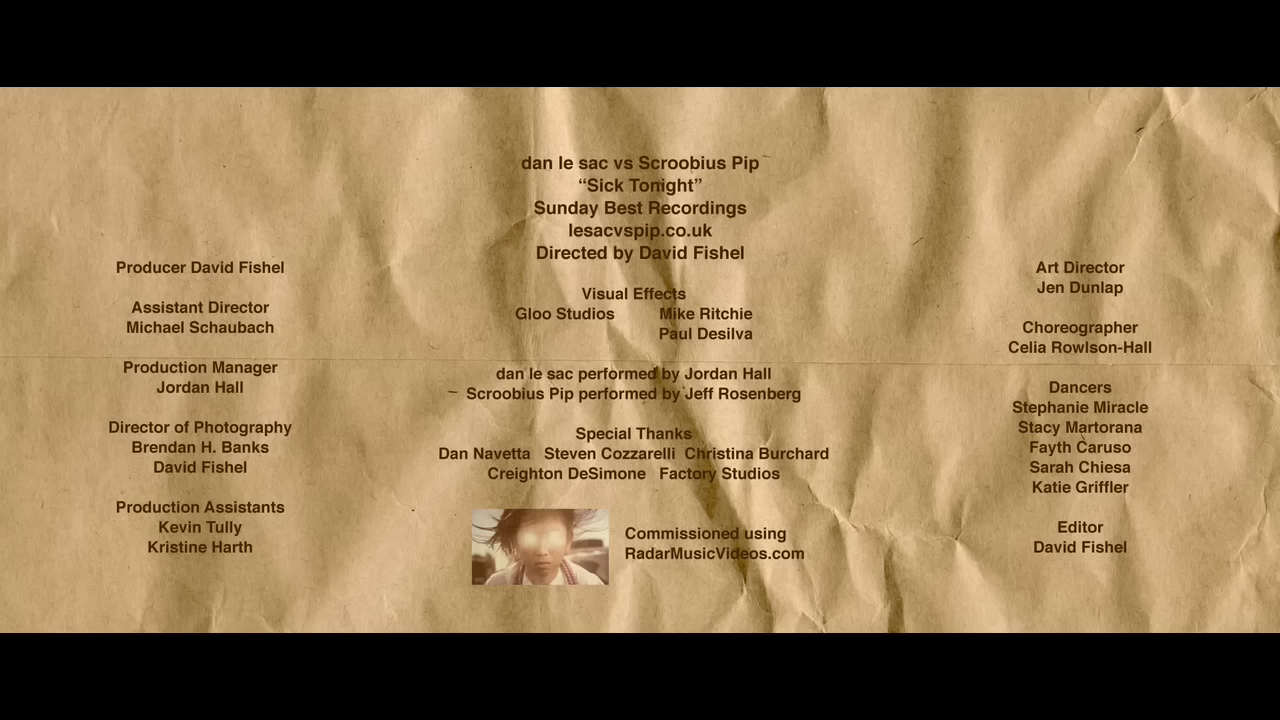 dan le sac vs Scroobius Pip
“Sick Tonight”
Sunday Best Recordings
lesacvspip.co.uk
Directed by David Fishel
Producer David Fishel
Assistant Director
Michael Schaubach
Production Manager
Jordan Hall
Director of Photography
Brendan H. Banks
David Fishel
Production Assistants
Kevin Tully
Kristine Harth
Visual Effects
Gloo Studios Mike Ritchie
Paul Desilva
dan le sac performed by Jordan Hall
Scroobius Pip performed by Jeff Rosenberg
Special Thanks
Dan Navetta Steven Cozzarelli Christina Burchard
Creighton DeSimone Factory Studios
Commissioned using
RadarMusicVideos.com
Art Director
Jen Dunlap
Choreographer
Celia Rowlson-Hall
Dancers
Stephanie Miracle
Stacy Martorana
Fayth Caruso
Sarah Chiesa
Katie Griffler
Editor
David Fishel